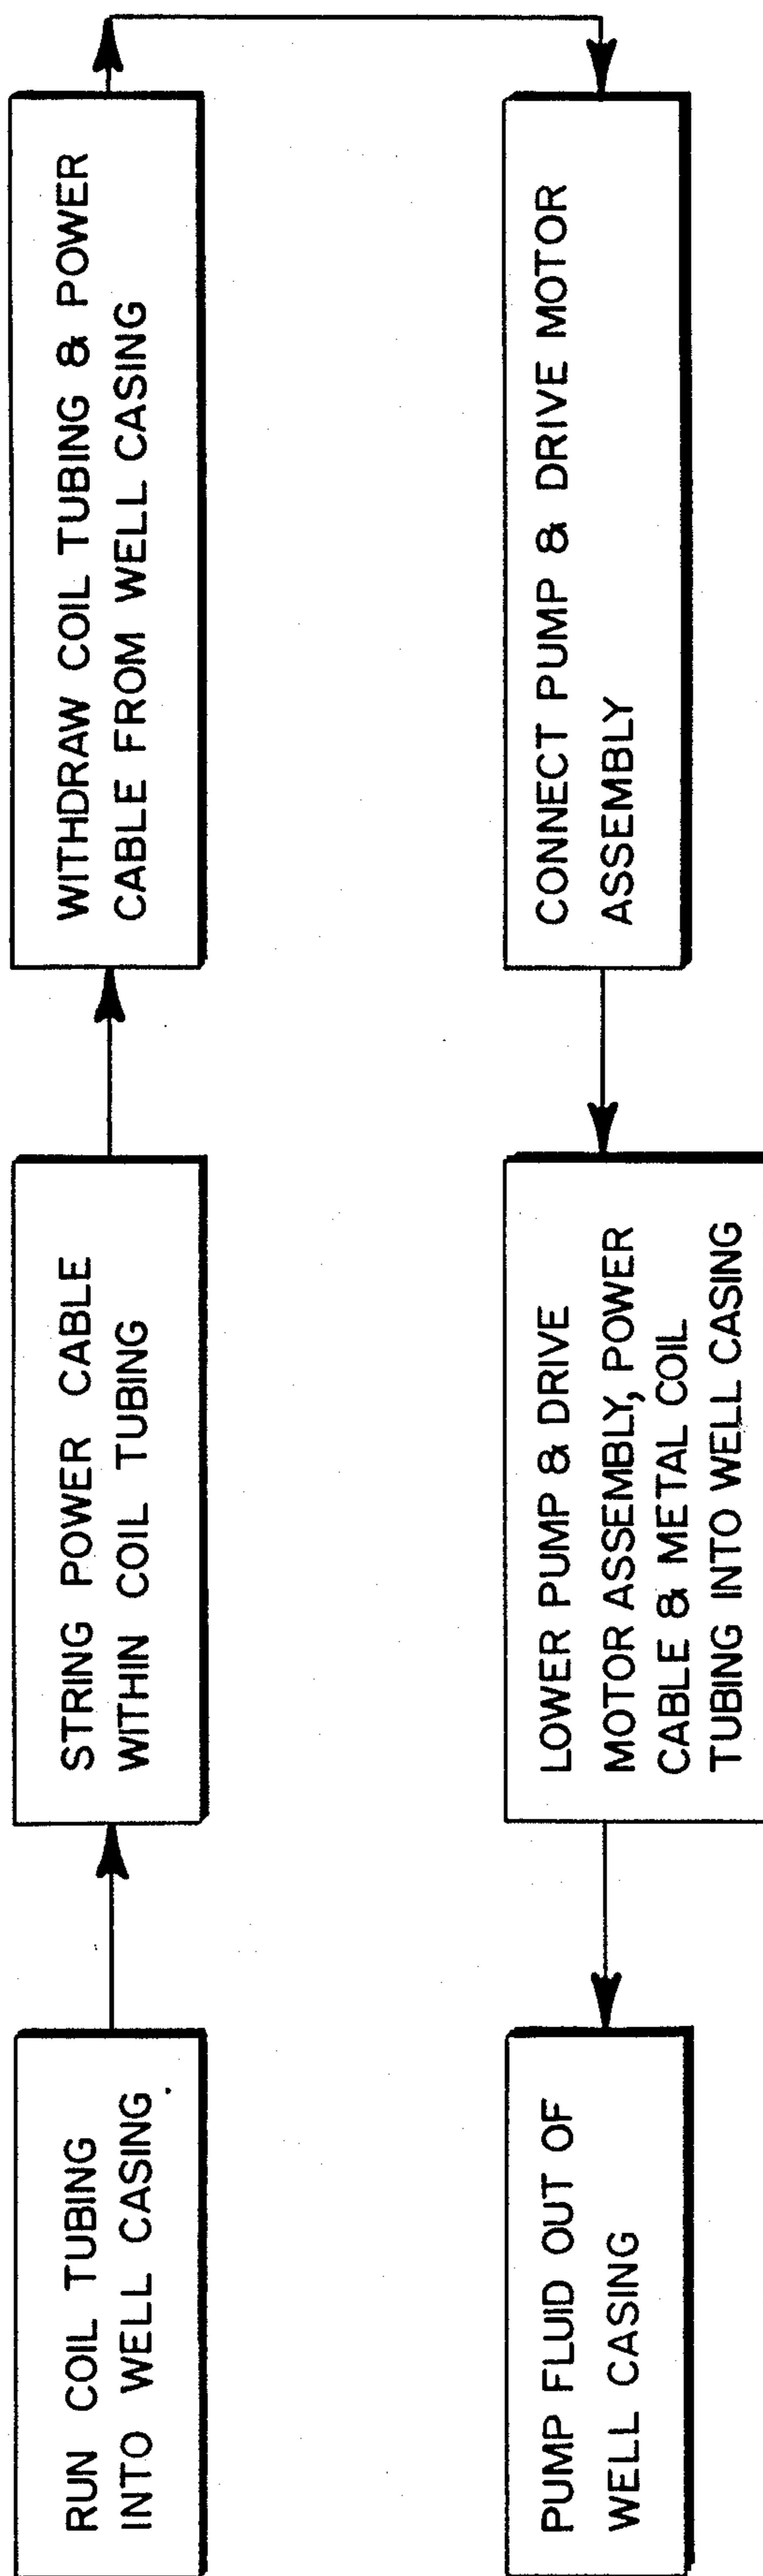 RUN COIL TUBING
INTO WELL CASING
STRING POWER CABLE
WITHIN COIL TUBING
WITHDRAW COIL TUBING & POWER
CABLE FROM WELL CASING
CONNECT PUMP & DRIVE MOTOR
ASSEMBLY
LOWER PUMP & DRIVE
MOTOR ASSEMBLY, POWER
CABLE & METAL COIL
TUBING INTO WELL CASING
PUMP FLUID OUT OF
WELL CASING